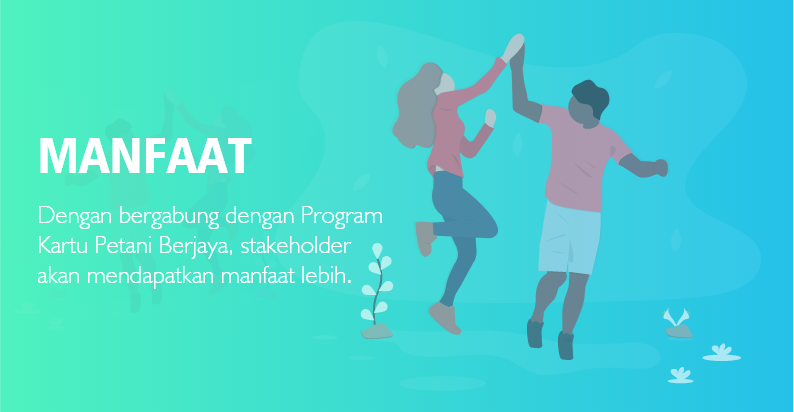 MANFAAT
Dengan bergabung dengan Program
Kartu Petani Berjaya, stakeholder
akan mendapatkan manfaat lebih.